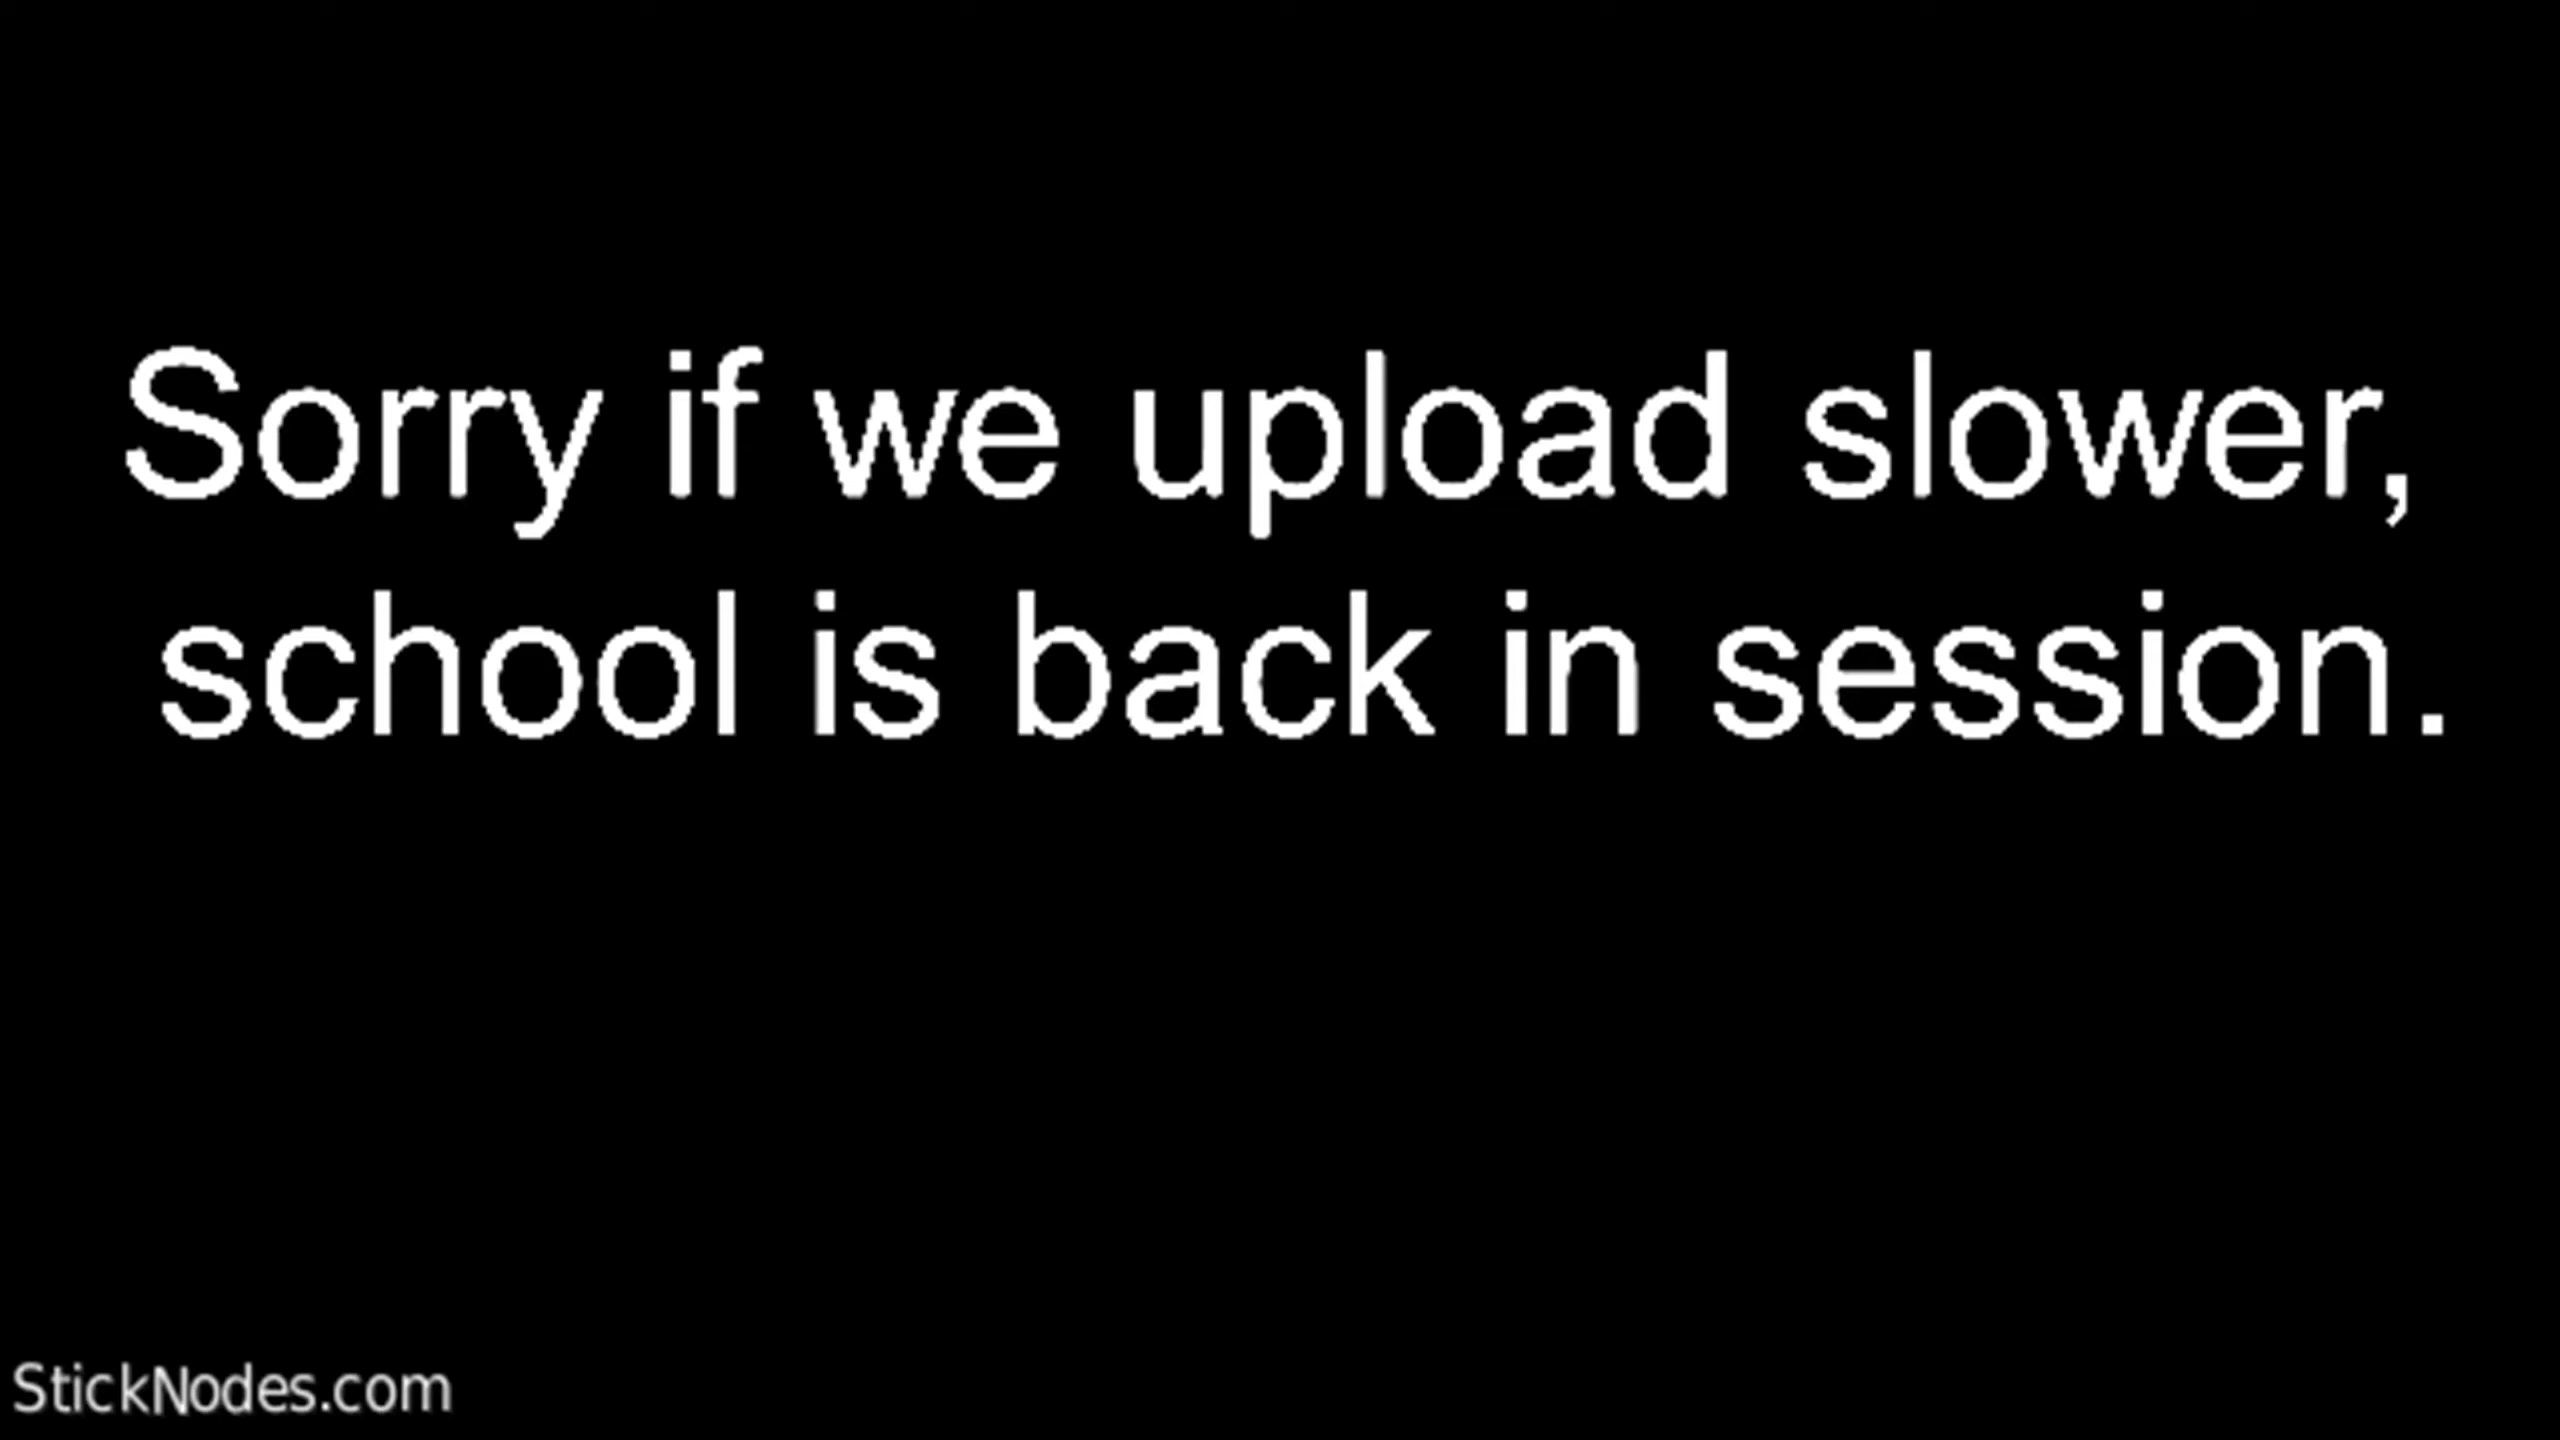 Sorry if we upload slower,
school is back in session.
StickNodes.com